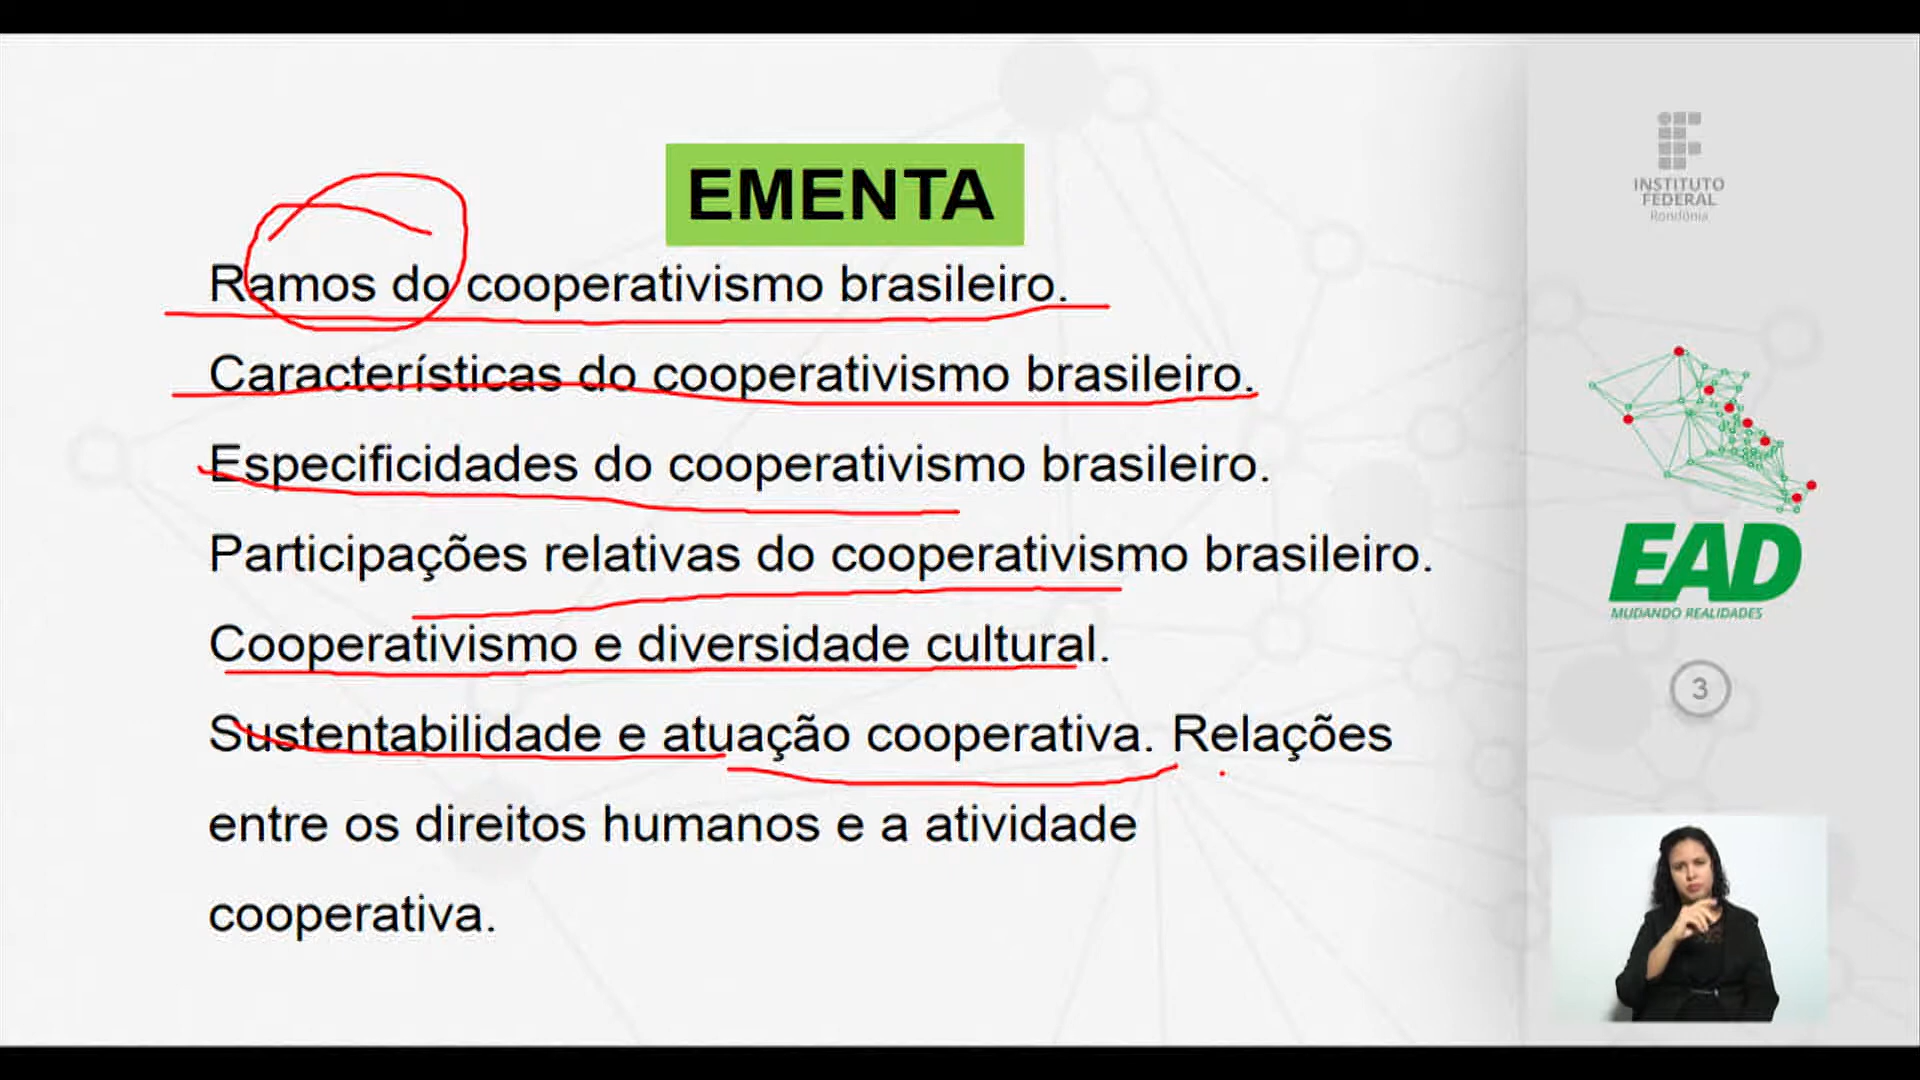 EMENTA
Ramos do cooperativismo brasileiro.
Características do cooperativismo brasileiro.
Especificidades do cooperativismo brasileiro.
Participações relativas do cooperativismo brasileiro.
Cooperativismo e diversidade cultural.
Sustentabilidade e atuação cooperativa. Relações
entre os direitos humanos e a atividade
cooperativa.
INSTITUTO
FEDERAL
Rondônia
EAD
MUDANDO REALIDADES
3